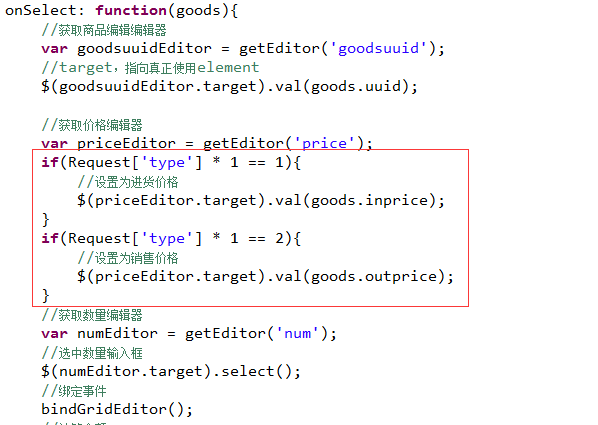 onSelect: function(goods){
//获取商品编辑编辑器
var goodsuuidEditor = getEditor('goodsuuid');
//target，指向真正使用element
$(goodsuuidEditor.target).val(goods.uuid);
//获取价格编辑器
var priceEditor = getEditor('price');
if(Request['type'] * 1 == 1){
//设置为进货价格
$(priceEditor.target).val(goods.inprice);
}
if(Request['type'] * 1 == 2){
//设置为销售价格
$(priceEditor.target).val(goods.outprice);
}
//获取数量编辑器
var numEditor = getEditor('num');
//选中数量输入框
$(numEditor.target).select();
//绑定事件
bindGridEditor();